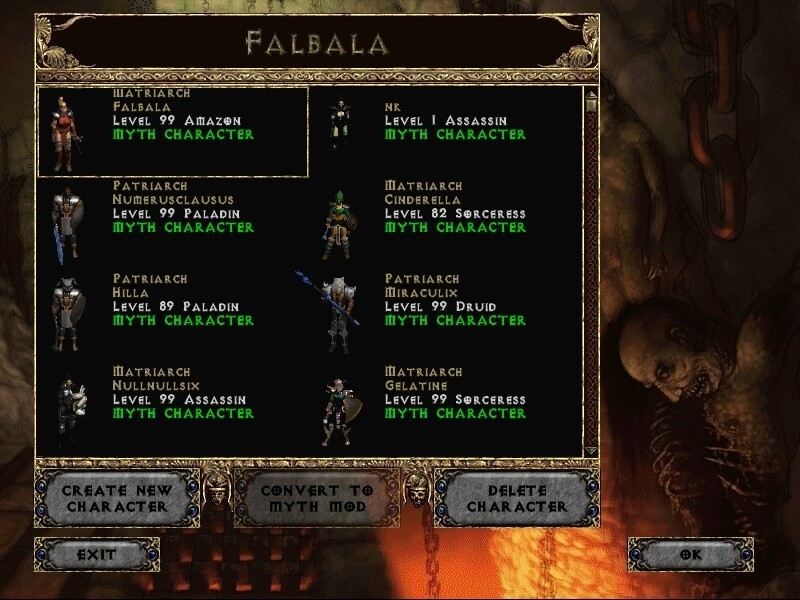 FALBALA
MATRIARCH
FALBALA
LEVEL 99 AMAZON
MYTH CHARACTER
NK
LEVEL 1 ASSASSIN
MYTH CHARACTER
PATRIARCH
NUMERUSCLAUSUS
LEVEL 99 PALADIN
MYTH CHARACTER
MATRIARCH
CINDERELLA
LEVEL 82 SORCERESS
MYTH CHARACTER
PATRIARCH
HILLA
LEVEL 89 PALADIN
MYTH CHARACTER
PATRIARCH
MIRACULIX
LEVEL 99 DRUID
MYTH CHARACTER
MATRIARCH
NULLNULLSIX
LEVEL 99 ASSASSIN
MYTH CHARACTER
MATRIARCH
GELATINE
LEVEL 99 SORCERESS
MYTH CHARACTER
CREATE NEW
CHARACTER
CONVERT TO
MYTH MOD
DELETE
CHARACTER
EXIT
OK